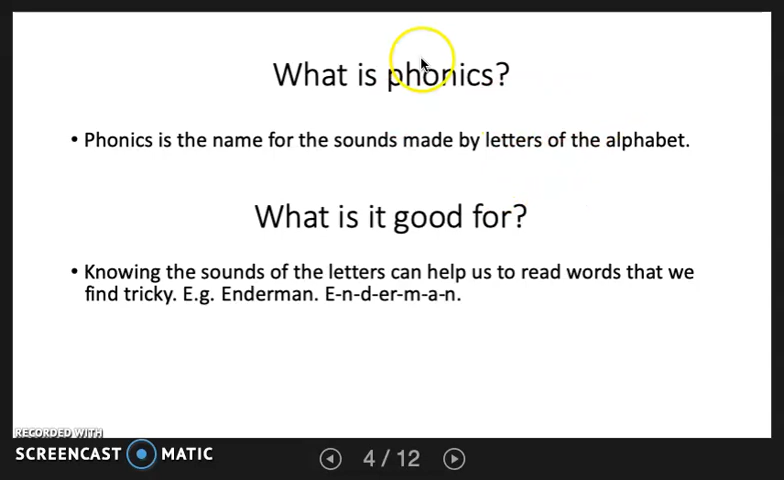 What is phonics?
• Phonics is the name for the sounds made by letters of the alphabet.
What is it good for?
• Knowing the sounds of the letters can help us to read words that we
find tricky. E.g. Enderman. E-n-d-er-m-a-n.
RECORDED WITH
SCREENCAST MATIC
4 / 12